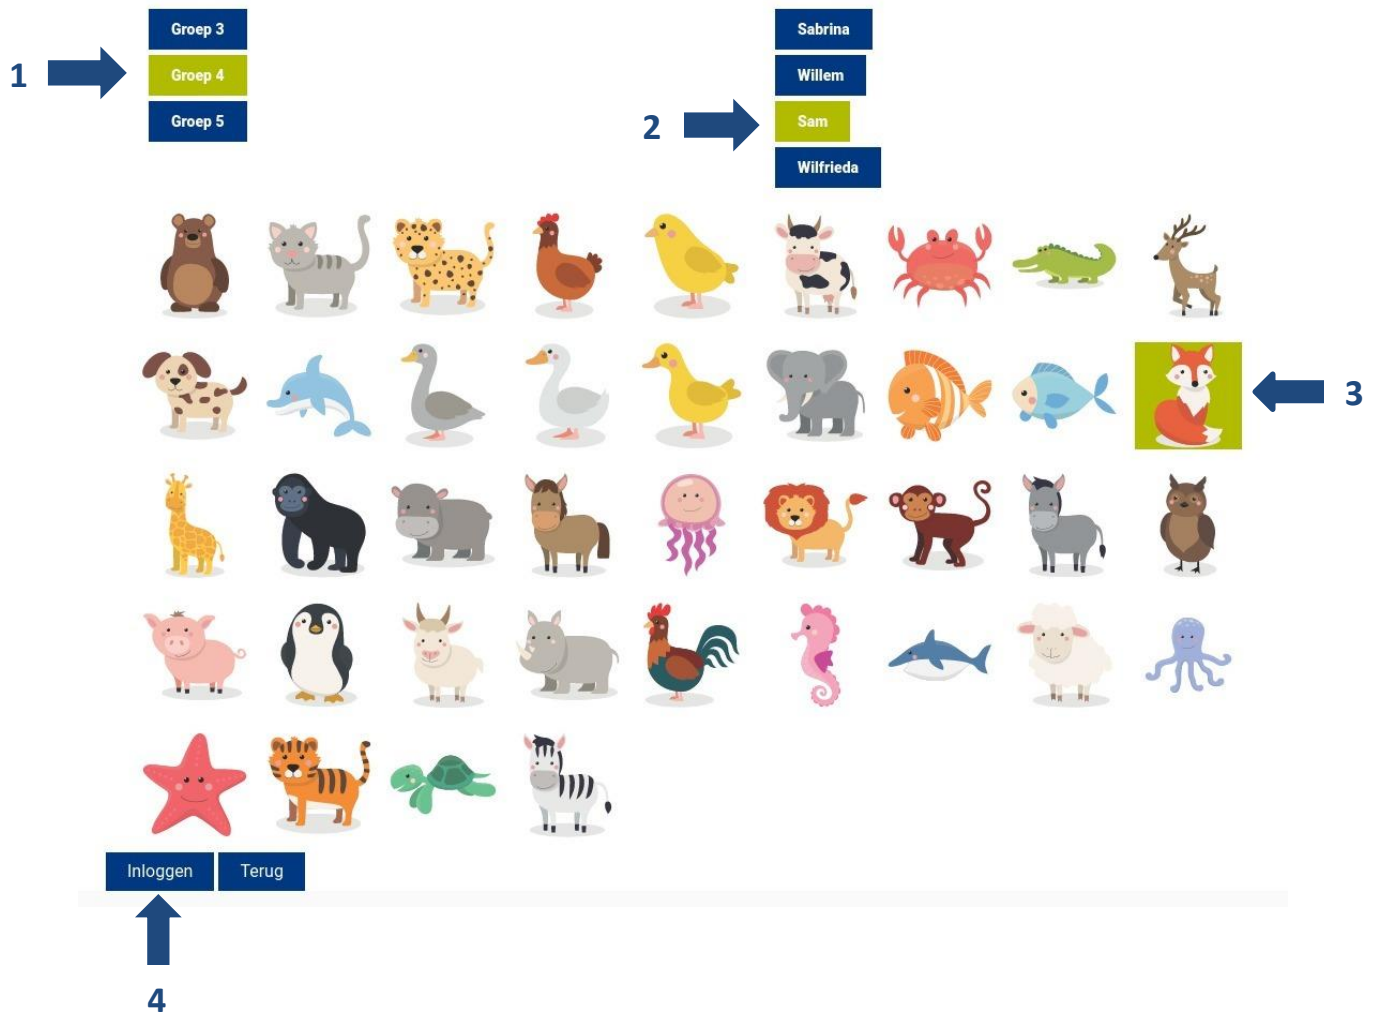 Groep 3
1
Groep 4
Groep 5
Sabrina
Willem
2
Sam
Wilfrieda
3
Inloggen
Terug
4